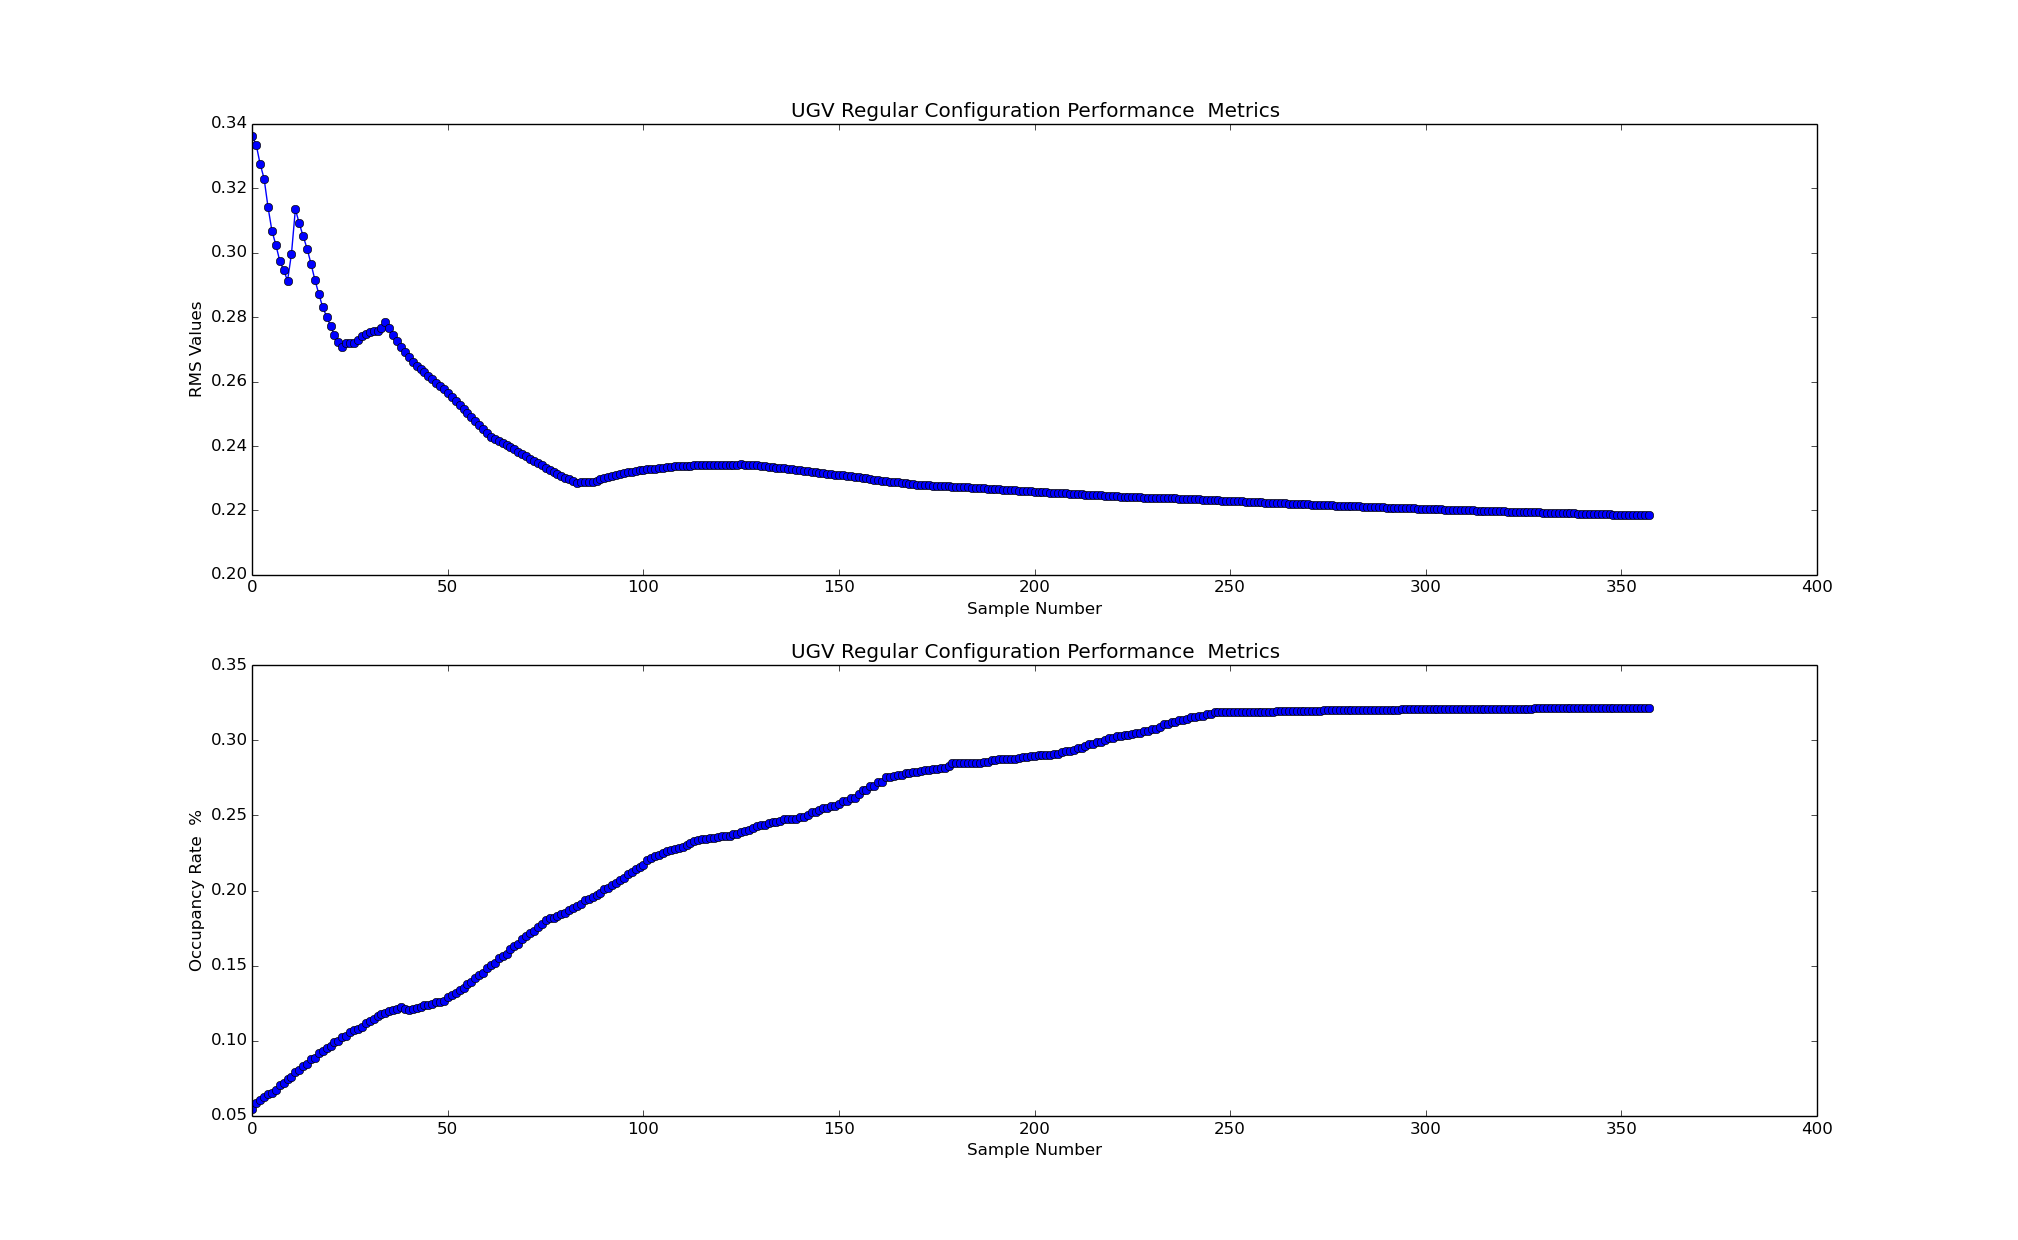 UGV Regular Configuration Performance  Metrics
0.34
0.32
0.30
0.28
0.26
0.24
0.22
0.20
RMS Values
0 50 100 150 200 250 300 350 400
Sample Number
UGV Regular Configuration Performance  Metrics
0.35
0.30
0.25
0.20
0.15
0.10
0.05
Occupancy Rate  %
0 50 100 150 200 250 300 350 400
Sample Number